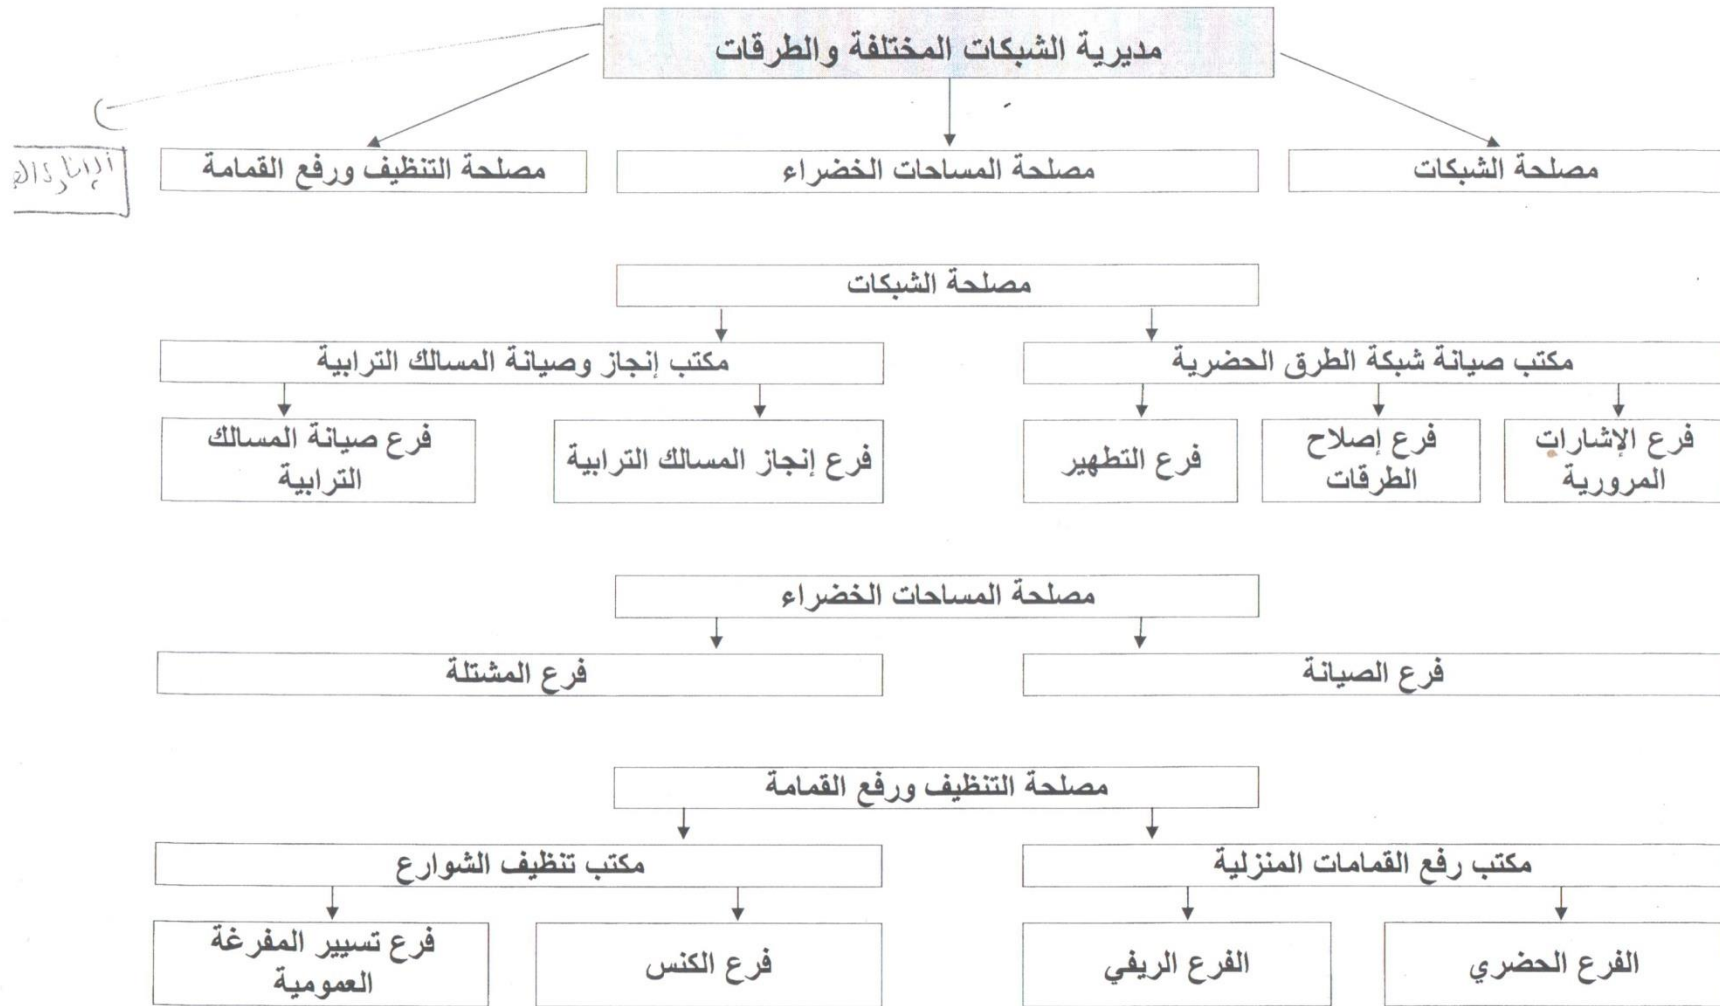 مديرية الشبكات المختلفة والطرقات
مصلحة الشبكات
مصلحة المساحات الخضراء
مصلحة التنظيف ورفع القمامة
مصلحة الشبكات
مكتب صيانة شبكة الطرق الحضرية
مكتب إنجاز وصيانة المسالك الترابية
فرع الإشارات
المرورية
فرع إصلاح
الطرقات
فرع التطهير
فرع إنجاز المسالك الترابية
فرع صيانة المسالك
الترابية
مصلحة المساحات الخضراء
فرع الصيانة
فرع المشتلة
مصلحة التنظيف ورفع القمامة
مكتب رفع القمامات المنزلية
مكتب تنظيف الشوارع
الفرع الحضري
الفرع الريفي
فرع الكنس
فرع تسيير المفرغة
العمومية